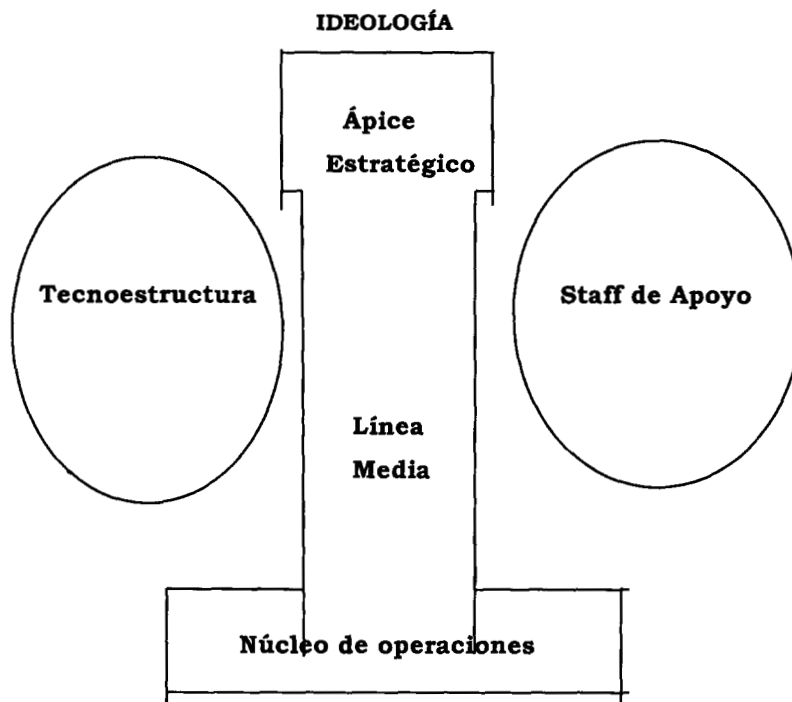 IDEOLOGÍA
Ápice
Estratégico
Tecnoestructura
Staff de Apoyo
Línea
Media
Núcleo de operaciones